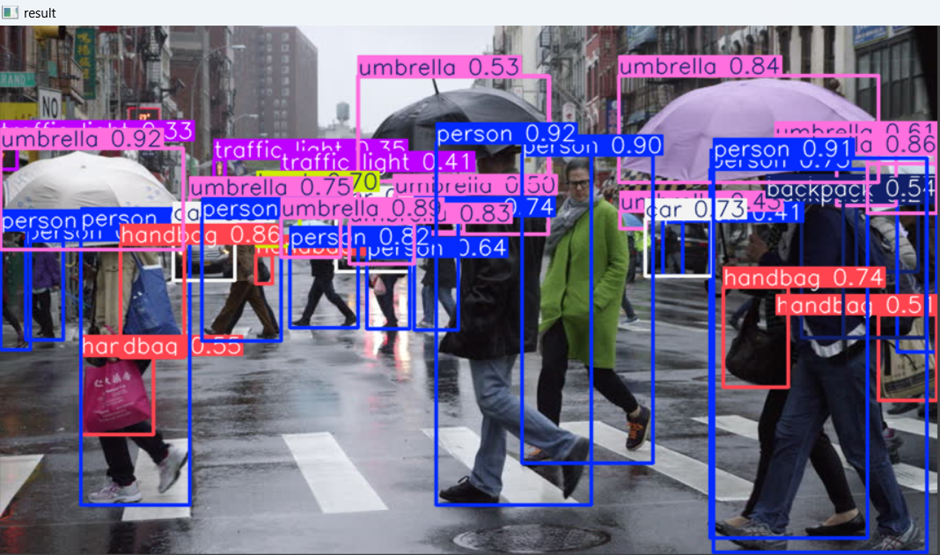 result
umbrella 0.53
umbrella 0.84
NO
traffic light 0.33
umbrella 0.92
person 0.92
person 0.90
umbrella 0.61
0.86
traffic light 0.35
traffic light 0.41
person 0.91
person 0.73
0.70
umbrella 0.75
umbrella 0.50
backpack 0.54
umbrella 0.89
0.83
0.74
0.45
car 0.73
0.41
person
person
person
handbag 0.86
person 0.82
person 0.64
handbag 0.74
handbag 0.51
handbag 0.55